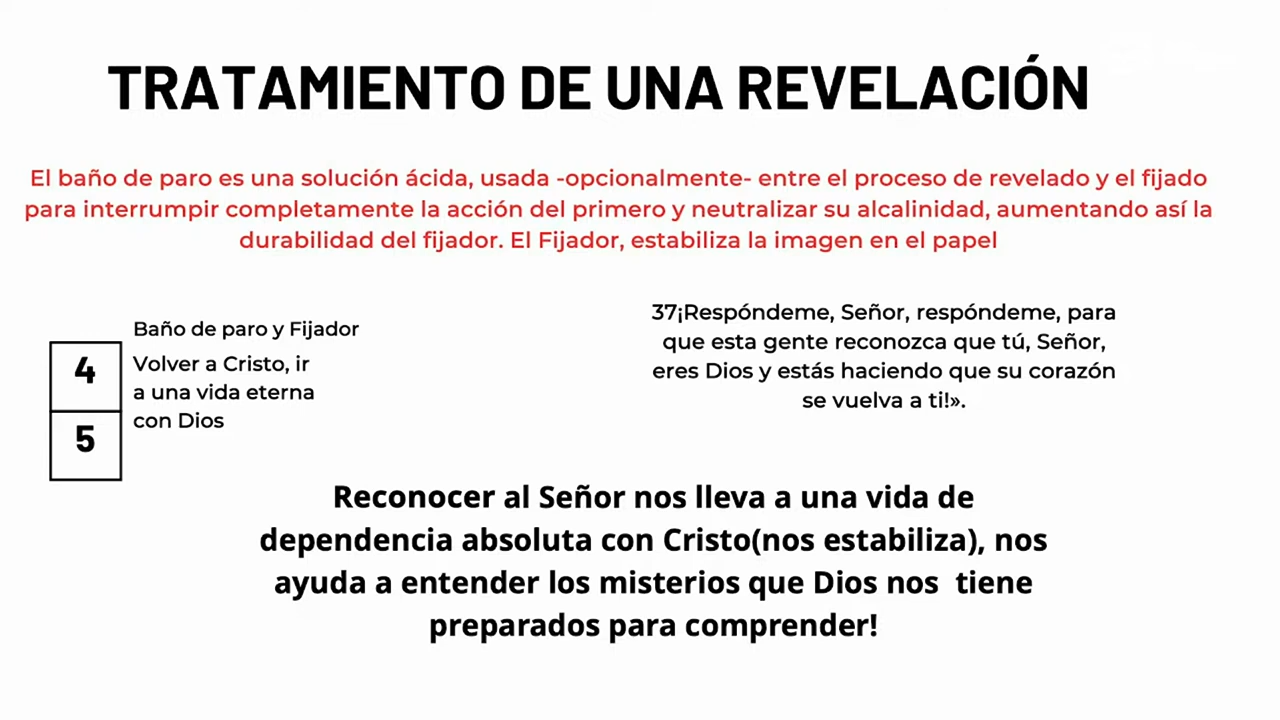 TRATAMIENTO DE UNA REVELACIÓN
El baño de paro es una solución ácida, usada -opcionalmente- entre el proceso de revelado y el fijado
para interrumpir completamente la acción del primero y neutralizar su alcalinidad, aumentando así la
durabilidad del fijador. El Fijador, estabiliza la imagen en el papel
4
5
Baño de paro y Fijador
Volver a Cristo, ir
a una vida eterna
con Dios
37¡Respóndeme, Señor, respóndeme, para
que esta gente reconozca que tú, Señor,
eres Dios y estás haciendo que su corazón
se vuelva a ti!».
Reconocer al Señor nos lleva a una vida de
dependencia absoluta con Cristo(nos estabiliza), nos
ayuda a entender los misterios que Dios nos  tiene
preparados para comprender!